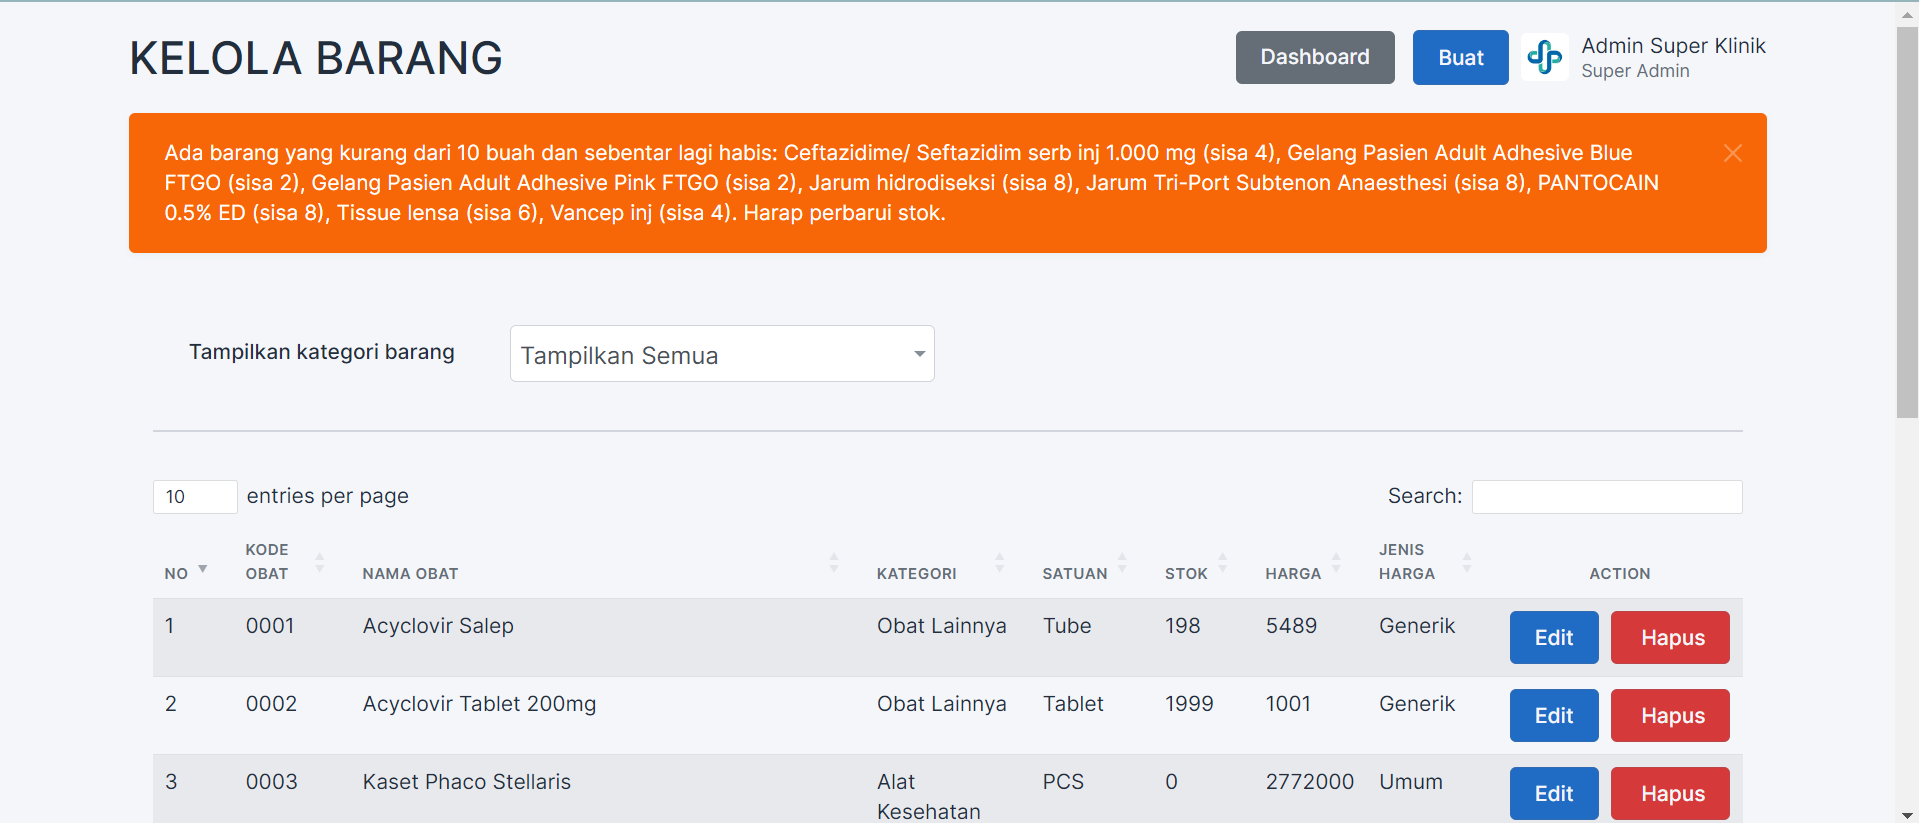 KELOLA BARANG
Dashboard
Buat
Admin Super Klinik
Super Admin
Ada barang yang kurang dari 10 buah dan sebentar lagi habis: Ceftazidime/ Seftazidim serb inj 1.000 mg (sisa 4), Gelang Pasien Adult Adhesive Blue
FTGO (sisa 2), Gelang Pasien Adult Adhesive Pink FTGO (sisa 2), Jarum hidrodiseksi (sisa 8), Jarum Tri-Port Subtenon Anaesthesi (sisa 8), PANTOCAIN
0.5% ED (sisa 8), Tissue lensa (sisa 6), Vancep inj (sisa 4). Harap perbarui stok.
Tampilkan kategori barang
Tampilkan Semua
10 entries per page
Search:
NO KODE OBAT NAMA OBAT KATEGORI SATUAN STOK HARGA JENIS HARGA ACTION
1 0001 Acyclovir Salep Obat Lainnya Tube 198 5489 Generik Edit Hapus
2 0002 Acyclovir Tablet 200mg Obat Lainnya Tablet 1999 1001 Generik Edit Hapus
3 0003 Kaset Phaco Stellaris Alat Kesehatan PCS 0 2772000 Umum Edit Hapus